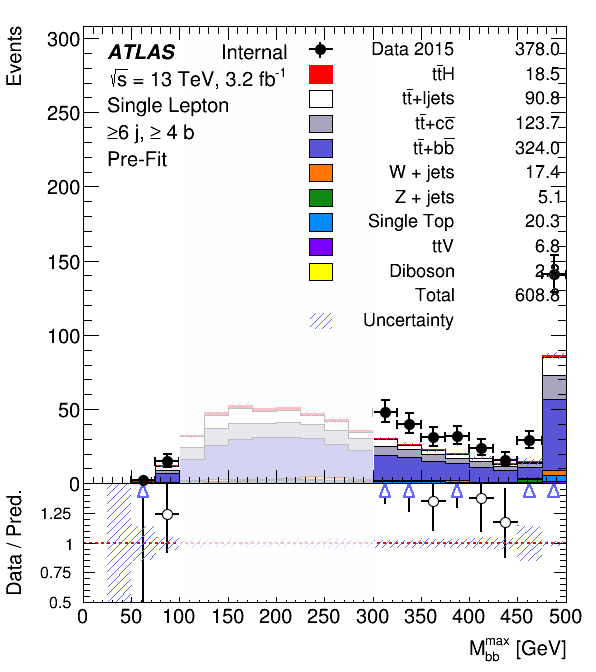 Events
300
250
200
150
100
50
0
ATLAS Internal
√s = 13 TeV, 3.2 fb⁻¹
Single Lepton
≥6 j, ≥ 4 b
Pre-Fit
Data 2015 378.0
tt̅H 18.5
tt̅+ljets 90.8
tt̅+cc̅ 123.7
tt̅+bb̅ 324.0
W + jets 17.4
Z + jets 5.1
Single Top 20.3
ttV 6.8
Diboson
Total 608.8
Uncertainty
Data / Pred.
1.25
1
0.75
0.5
0 50 100 150 200 250 300 350 400 450 500
M_bb^max [GeV]